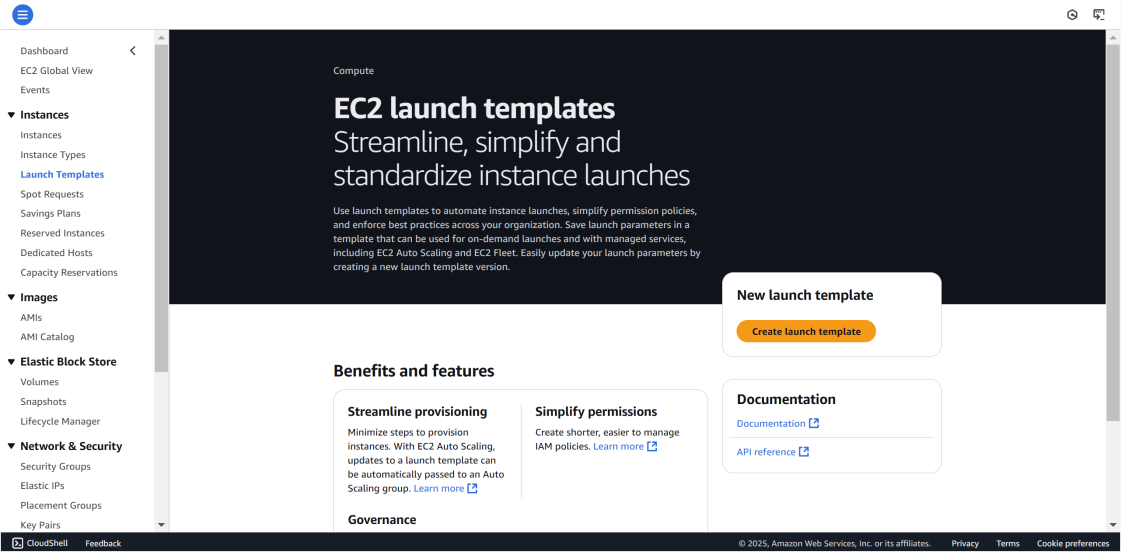 Dashboard
EC2 Global View
Events
Instances
Instances
Instance Types
Launch Templates
Spot Requests
Savings Plans
Reserved Instances
Dedicated Hosts
Capacity Reservations
Images
AMIs
AMI Catalog
Elastic Block Store
Volumes
Snapshots
Lifecycle Manager
Network & Security
Security Groups
Elastic IPs
Placement Groups
Key Pairs
Compute
EC2 launch templates
Streamline, simplify and
standardize instance launches
Use launch templates to automate instance launches, simplify permission policies,
and enforce best practices across your organization. Save launch parameters in a
template that can be used for on-demand launches and with managed services,
including EC2 Auto Scaling and EC2 Fleet. Easily update your launch parameters by
creating a new launch template version.
New launch template
Create launch template
Benefits and features
Streamline provisioning
Minimize steps to provision
instances. With EC2 Auto Scaling,
updates to a launch template can
be automatically passed to an Auto
Scaling group. Learn more
Simplify permissions
Create shorter, easier to manage
IAM policies. Learn more
Governance
Documentation
Documentation
API reference
CloudShell
Feedback
© 2025, Amazon Web Services, Inc. or its affiliates.
Privacy
Terms
Cookie preferences